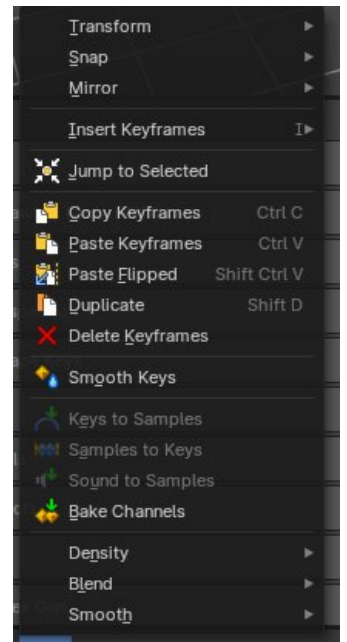 Transform
Snap
Mirror
Insert Keyframes I
Jump to Selected
Copy Keyframes Ctrl C
Paste Keyframes Ctrl V
Paste Flipped Shift Ctrl V
Duplicate Shift D
Delete Keyframes
Smooth Keys
Keys to Samples
Samples to Keys
Sound to Samples
Bake Channels
Density
Blend
Smooth